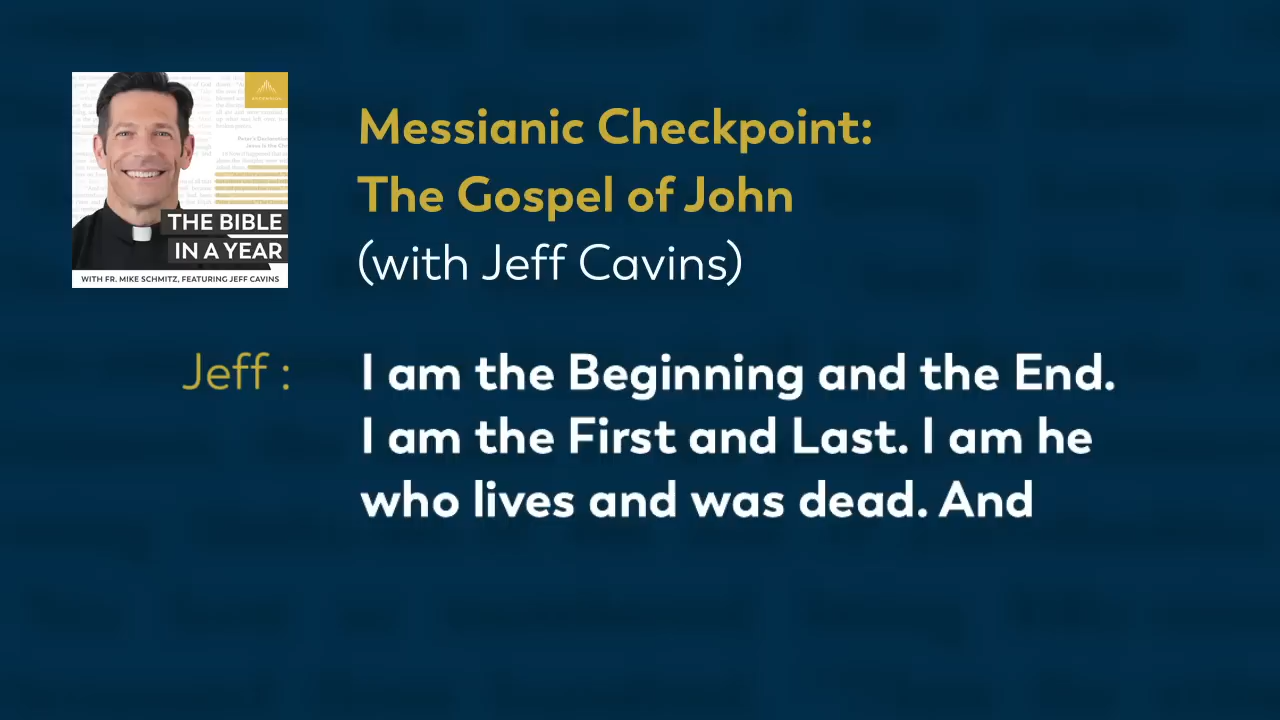 Messianic Checkpoint:
The Gospel of John
(with Jeff Cavins)
THE BIBLE
IN A YEAR
WITH FR. MIKE SCHMITZ, FEATURING JEFF CAVINS
Jeff :
I am the Beginning and the End.
I am the First and Last. I am he
who lives and was dead. And